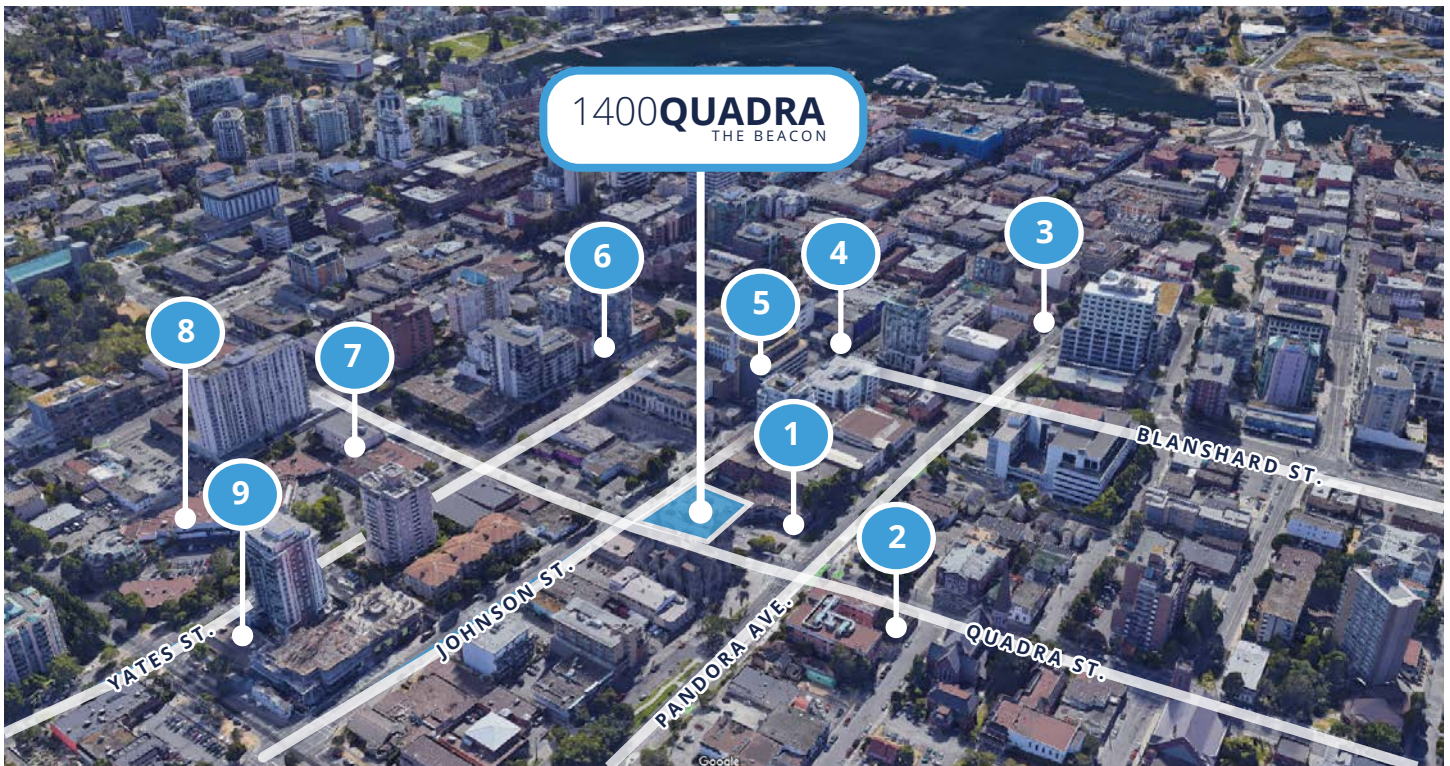 1400QUADRA
THE BEACON
3
4
6
5
8
7
1
BLANSHARD ST.
9
2
JOHNSON ST.
PANDORA AVE.
QUADRA ST.
YATES ST.
Google